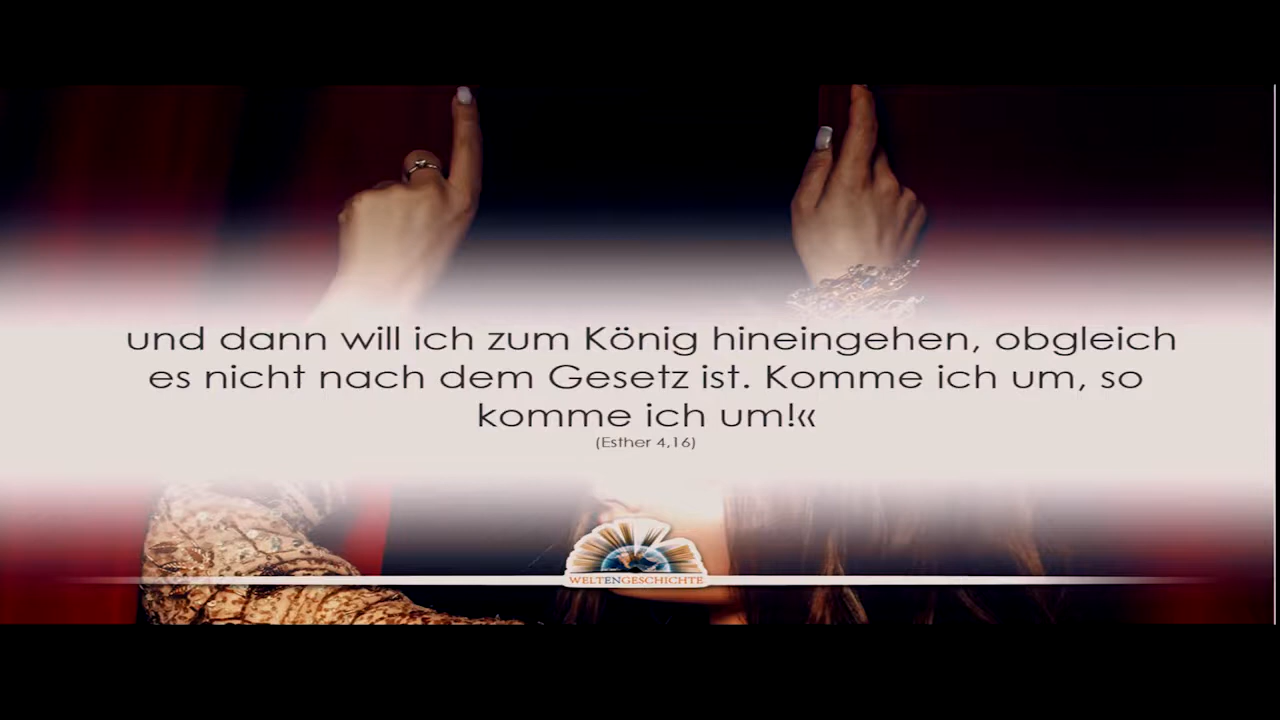 und dann will ich zum König hineingehen, obgleich
es nicht nach dem Gesetz ist. Komme ich um, so
komme ich um!«
(Esther 4,16)
WELTENGESCHICHTE